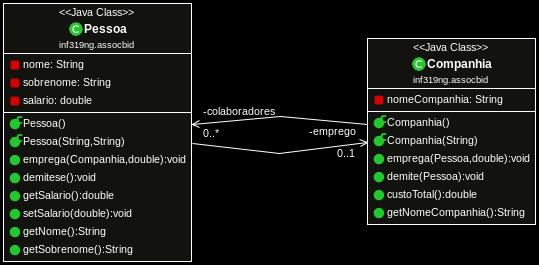 <<Java Class>>
Pessoa
inf319ng.assocbid
nome: String
sobrenome: String
salario: double
Pessoa()
Pessoa(String,String)
emprega(Companhia,double):void
demitese():void
getSalario():double
setSalario(double):void
getNome():String
getSobrenome():String
-colaboradores
0..*
-emprego
0..1
<<Java Class>>
Companhia
inf319ng.assocbid
nomeCompanhia: String
Companhia()
Companhia(String)
emprega(Pessoa,double):void
demite(Pessoa):void
custoTotal():double
getNomeCompanhia():String